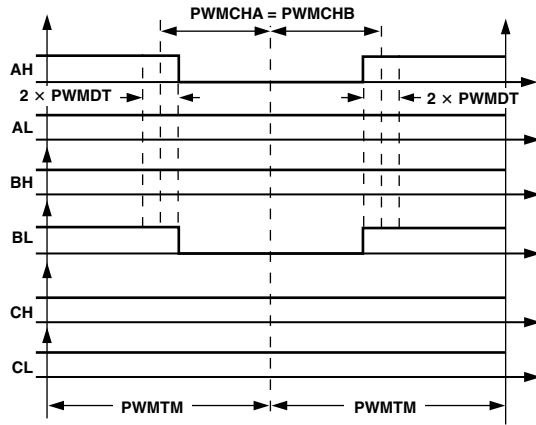 PWMCHA = PWMCHB
AH
2 × PWMDT
2 × PWMDT
AL
BH
BL
CH
CL
PWMTM
PWMTM